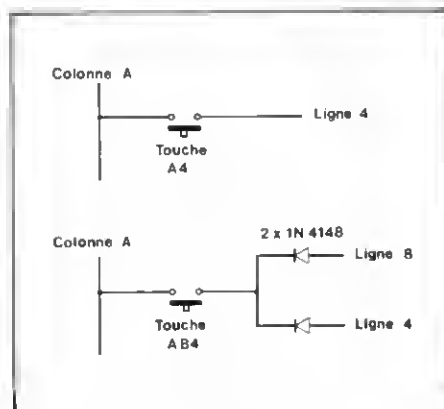 Colonne A
Ligne 4
Touche
A4
2 x 1N 4148
Colonne A
Ligne 8
Touche
AB4
Ligne 4